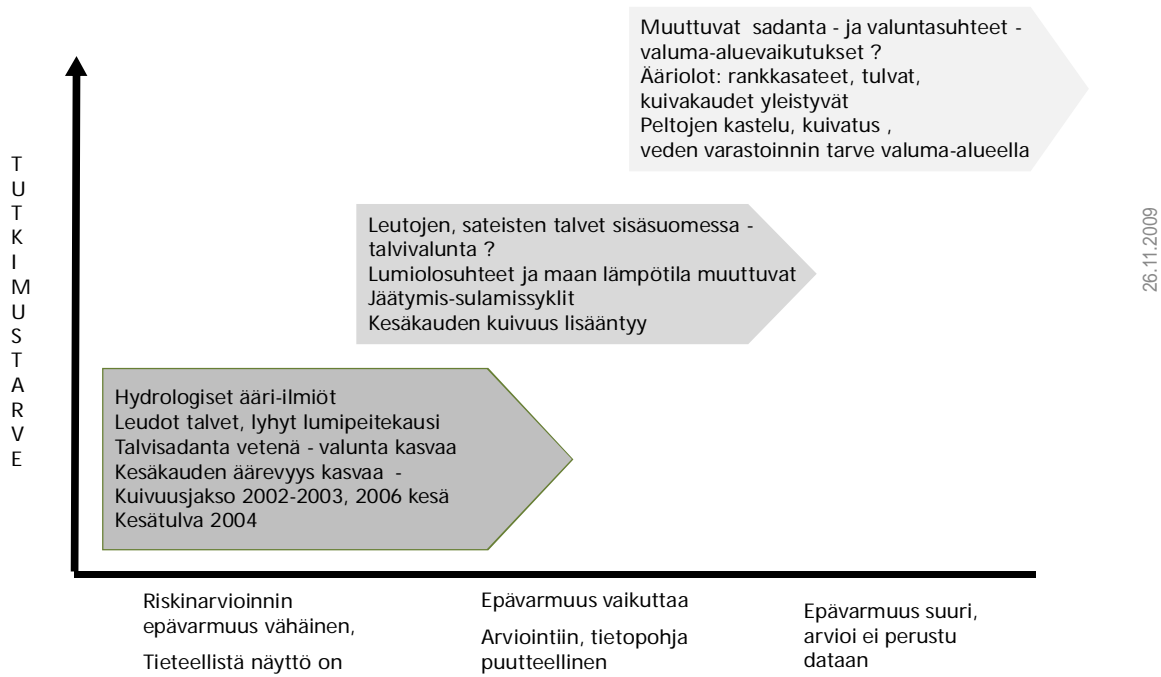 Muuttuvat sadanta - ja valuntasuhteet -
valuma-aluevaikutukset ?
Ääriolot: rankkasateet, tulvat,
kuivakaudet yleistyvät
Peltojen kastelu, kuivatus ,
veden varastoinnin tarve valuma-alueella
TUTKIMUSTARVE
Leutojen, sateisten talvet sisäsuomessa -
talvivalunta ?
Lumiolosuhteet ja maan lämpötila muuttuvat
Jäätymis-sulamissyklit
Kesäkauden kuivuus lisääntyy
26.11.2009
Hydrologiset ääri-ilmiöt
Leudot talvet, lyhyt lumipeitekausi
Talvisadanta vetenä - valunta kasvaa
Kesäkauden äärevyys kasvaa -
Kuivuusjakso 2002-2003, 2006 kesä
Kesätulva 2004
Riskinarvioinnin
epävarmuus vähäinen,
Tieteellistä näyttö on
Epävarmuus vaikuttaa
Arviointiin, tietopohja
puutteellinen
Epävarmuus suuri,
arvioi ei perustu
dataan